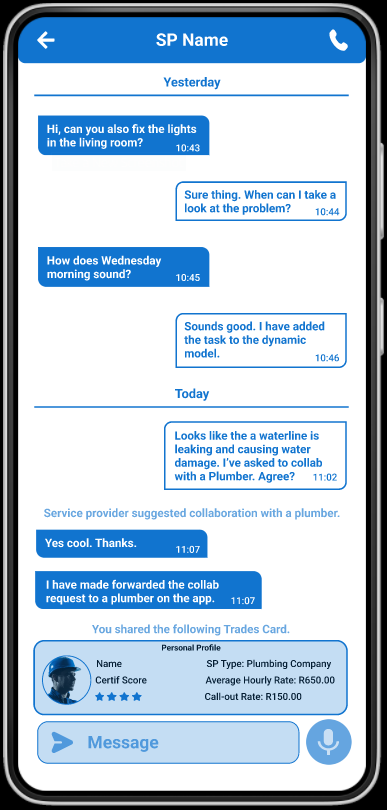 SP Name
Yesterday
Hi, can you also fix the lights
in the living room?
10:43
Sure thing. When can I take a
look at the problem?
10:44
How does Wednesday
morning sound?
10:45
Sounds good. I have added
the task to the dynamic
model.
10:46
Today
Looks like the a waterline is
leaking and causing water
damage. I've asked to collab
with a Plumber. Agree?
11:02
Service provider suggested collaboration with a plumber.
Yes cool. Thanks.
11:07
I have made forwarded the collab
request to a plumber on the app.
11:07
You shared the following Trades Card.
Personal Profile
Name
SP Type: Plumbing Company
Certif Score
Average Hourly Rate: R650.00
Call-out Rate: R150.00
Message